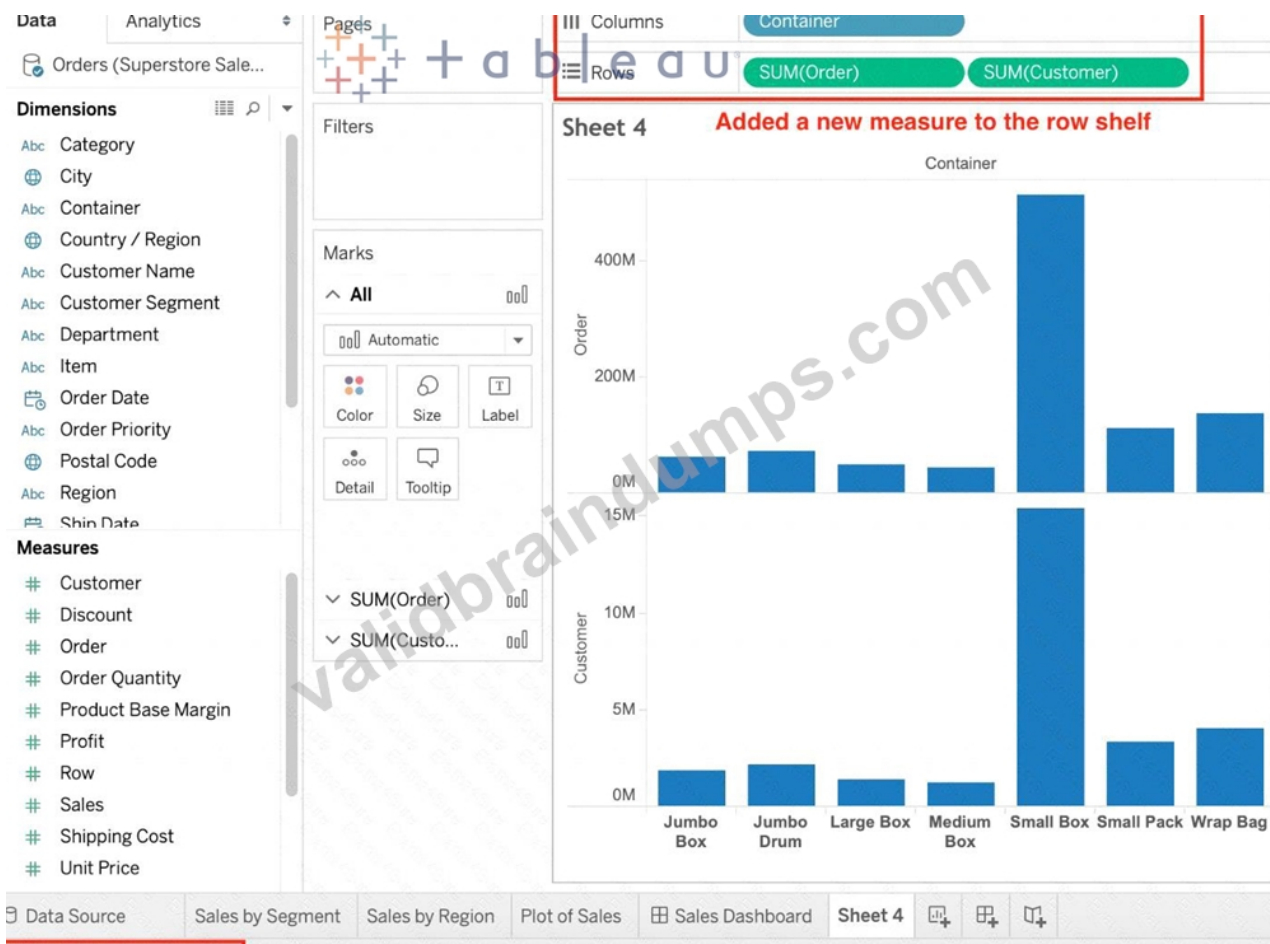 Data
Analytics
Orders (Superstore Sale...
Dimensions
Abc Category
City
Abc Container
Country / Region
Abc Customer Name
Abc Customer Segment
Abc Department
Abc Item
Order Date
Abc Order Priority
Postal Code
Abc Region
Ship Date
Measures
# Customer
# Discount
# Order
# Order Quantity
# Product Base Margin
# Profit
# Row
# Sales
# Shipping Cost
# Unit Price
Pages
+ableau
Filters
Marks
All
Automatic
Color
Size
T
Label
Detail
Tooltip
SUM(Order)
SUM(Custo...
Columns
Container
Rows
SUM(Order)
SUM(Customer)
Sheet 4
Added a new measure to the row shelf
Container
400M
Order
200M
0M
15M
10M
Customer
5M
0M
Jumbo Box
Jumbo Drum
Large Box
Medium Box
Small Box
Small Pack
Wrap Bag
validbraindumps.com
Data Source
Sales by Segment
Sales by Region
Plot of Sales
Sales Dashboard
Sheet 4